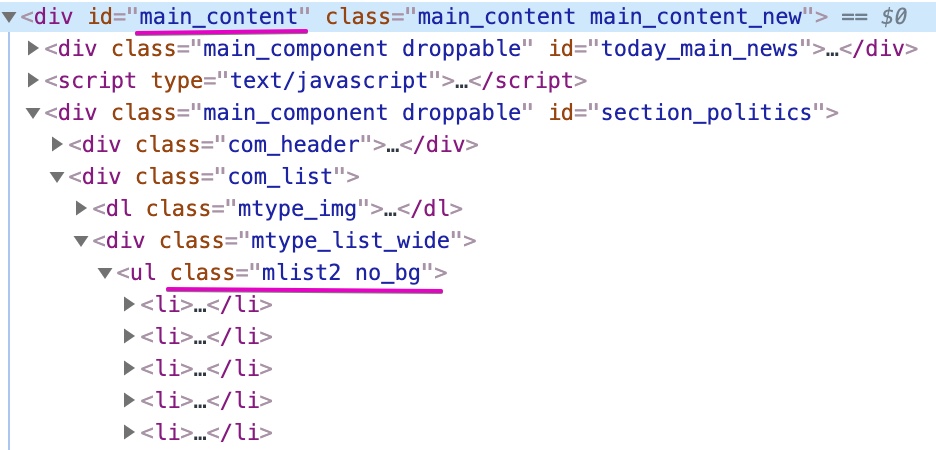 <div id="main_content" class="main_content main_content_new"> == $0
<div class="main_component droppable" id="today_main_news">…</div>
<script type="text/javascript">…</script>
<div class="main_component droppable" id="section_politics">
<div class="com_header">…</div>
<div class="com_list">
<dl class="mtype_img">…</dl>
<div class="mtype_list_wide">
<ul class="mlist2 no_bg">
<li>…</li>
<li>…</li>
<li>…</li>
<li>…</li>
<li>…</li>